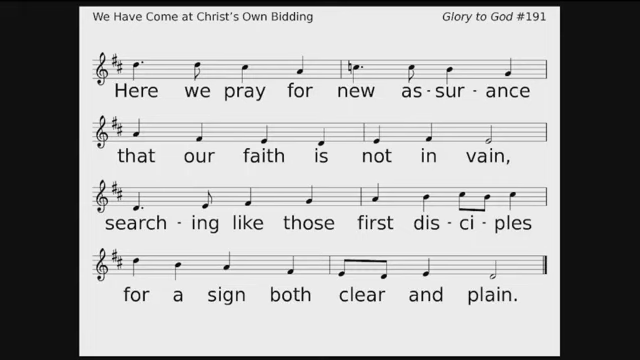 We Have Come at Christ's Own Bidding
Glory to God #191
Here we pray for new as - sur - ance
that our faith is not in vain,
search - ing like those first dis - ci - ples
for a sign both clear and plain.